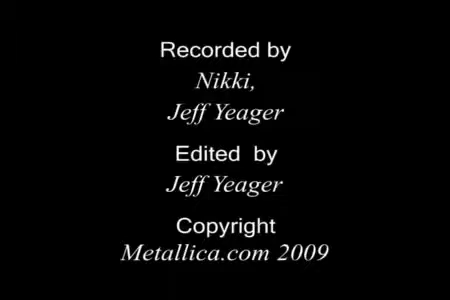 Recorded by
Nikki,
Jeff Yeager
Edited by
Jeff Yeager
Copyright
Metallica.com 2009